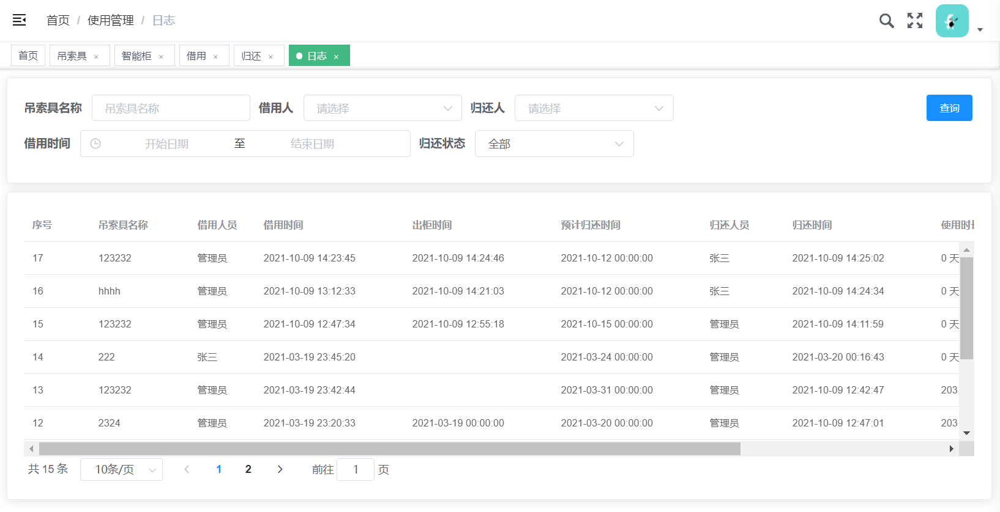 首页 / 使用管理 / 日志
首页 吊索具 × 智能柜 × 借用 × 归还 × 日志 ×
吊索具名称 吊索具名称 借用人 请选择 归还人 请选择 查询
借用时间 开始日期 至 结束日期 归还状态 全部
序号 吊索具名称 借用人员 借用时间 出柜时间 预计归还时间 归还人员 归还时间 使用时
17 123232 管理员 2021-10-09 14:23:45 2021-10-09 14:24:46 2021-10-12 00:00:00 张三 2021-10-09 14:25:02 0 天
16 hhhh 管理员 2021-10-09 13:12:33 2021-10-09 14:21:03 2021-10-12 00:00:00 张三 2021-10-09 14:24:34 0 天
15 123232 管理员 2021-10-09 12:47:34 2021-10-09 12:55:18 2021-10-15 00:00:00 管理员 2021-10-09 14:11:59 0 天
14 222 张三 2021-03-19 23:45:20 2021-03-24 00:00:00 管理员 2021-03-20 00:16:43 0 天
13 123232 管理员 2021-03-19 23:42:44 2021-03-31 00:00:00 管理员 2021-10-09 12:42:47 203
12 2324 管理员 2021-03-19 23:20:33 2021-03-19 00:00:00 2021-03-20 00:00:00 管理员 2021-10-09 12:47:01 203
共 15 条 10条/页 1 2 前往 1 页